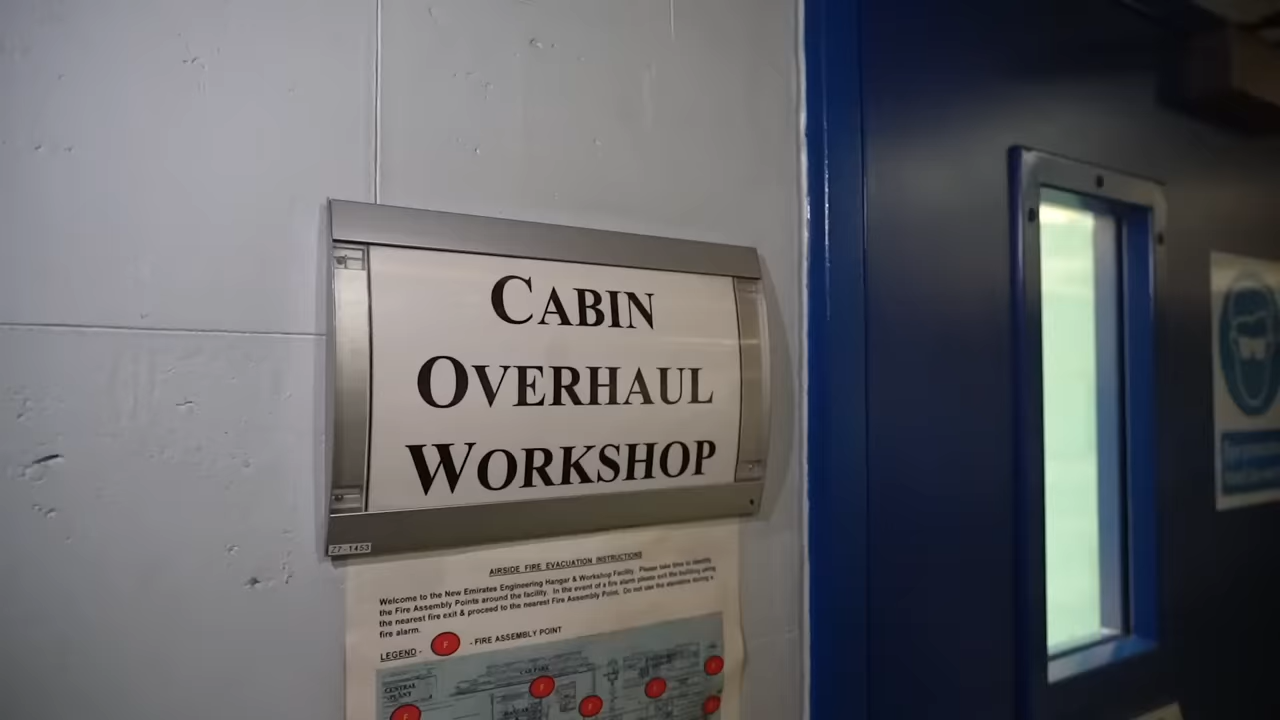 CABIN
OVERHAUL
WORKSHOP
Z7-1453
AIRSIDE FIRE EVACUATION INSTRUCTIONS
Welcome to the New Emirates Engineering Hangar & Workshop Facility. Please take time to identify
the Fire Assembly Points around the facility. In the event of a fire alarm please exit the building using
the nearest fire exit & proceed to the nearest Fire Assembly Point. Do not use the elevators during a
fire alarm.
LEGEND - F - FIRE ASSEMBLY POINT
CAR PARK
CENTRAL
PLANT
F
F
F
F